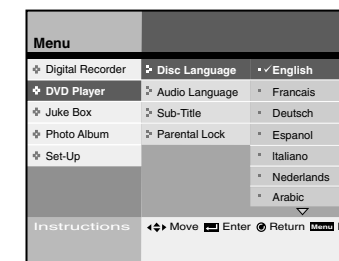 Menu
Digital Recorder
DVD Player
Juke Box
Photo Album
Set-Up
Disc Language
Audio Language
Sub-Title
Parental Lock
English
Francais
Deutsch
Espanol
Italiano
Nederlands
Arabic
Instructions Move Enter Return Menu